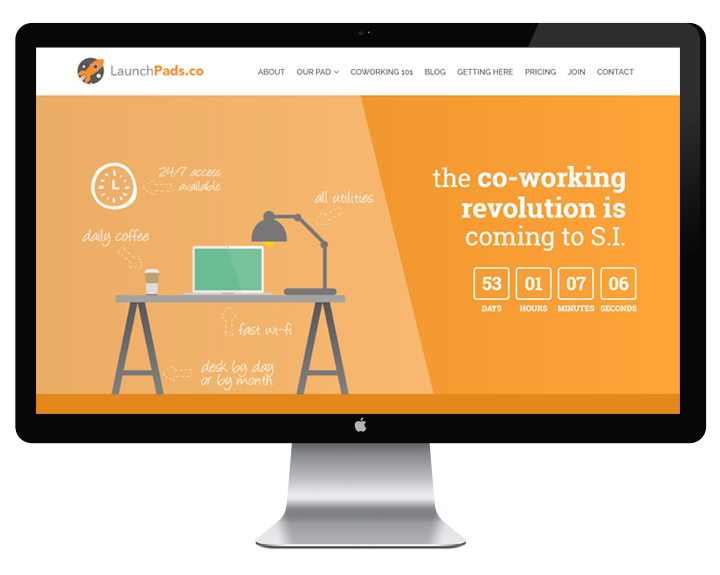 LaunchPads.co
ABOUT OUR PAD COWORKING 101 BLOG GETTING HERE PRICING JOIN CONTACT
24/7 access
available
all utilities
daily coffee
fast wi-fi
desk by day
or by month
the co-working
revolution is
coming to S.I.
53 01 07 06
DAYS HOURS MINUTES SECONDS